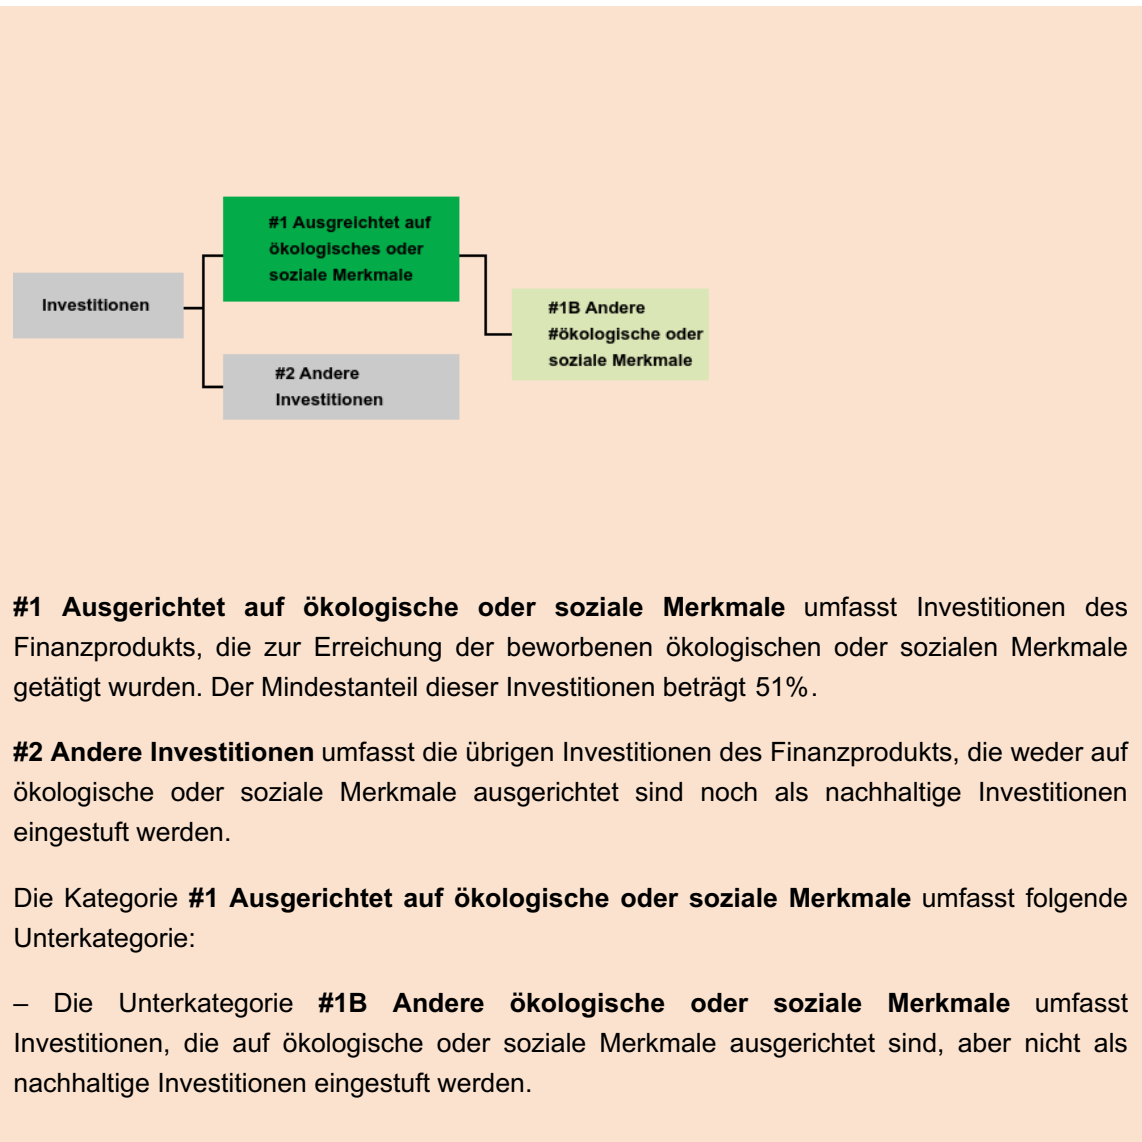 #1 Ausgreichtet auf
ökologisches oder
soziale Merkmale
Investitionen
#1B Andere
#ökologische oder
soziale Merkmale
#2 Andere
Investitionen
#1 Ausgerichtet auf ökologische oder soziale Merkmale umfasst Investitionen des
Finanzprodukts, die zur Erreichung der beworbenen ökologischen oder sozialen Merkmale
getätigt wurden. Der Mindestanteil dieser Investitionen beträgt 51%.
#2 Andere Investitionen umfasst die übrigen Investitionen des Finanzprodukts, die weder auf
ökologische oder soziale Merkmale ausgerichtet sind noch als nachhaltige Investitionen
eingestuft werden.
Die Kategorie #1 Ausgerichtet auf ökologische oder soziale Merkmale umfasst folgende
Unterkategorie:
– Die Unterkategorie #1B Andere ökologische oder soziale Merkmale umfasst
Investitionen, die auf ökologische oder soziale Merkmale ausgerichtet sind, aber nicht als
nachhaltige Investitionen eingestuft werden.